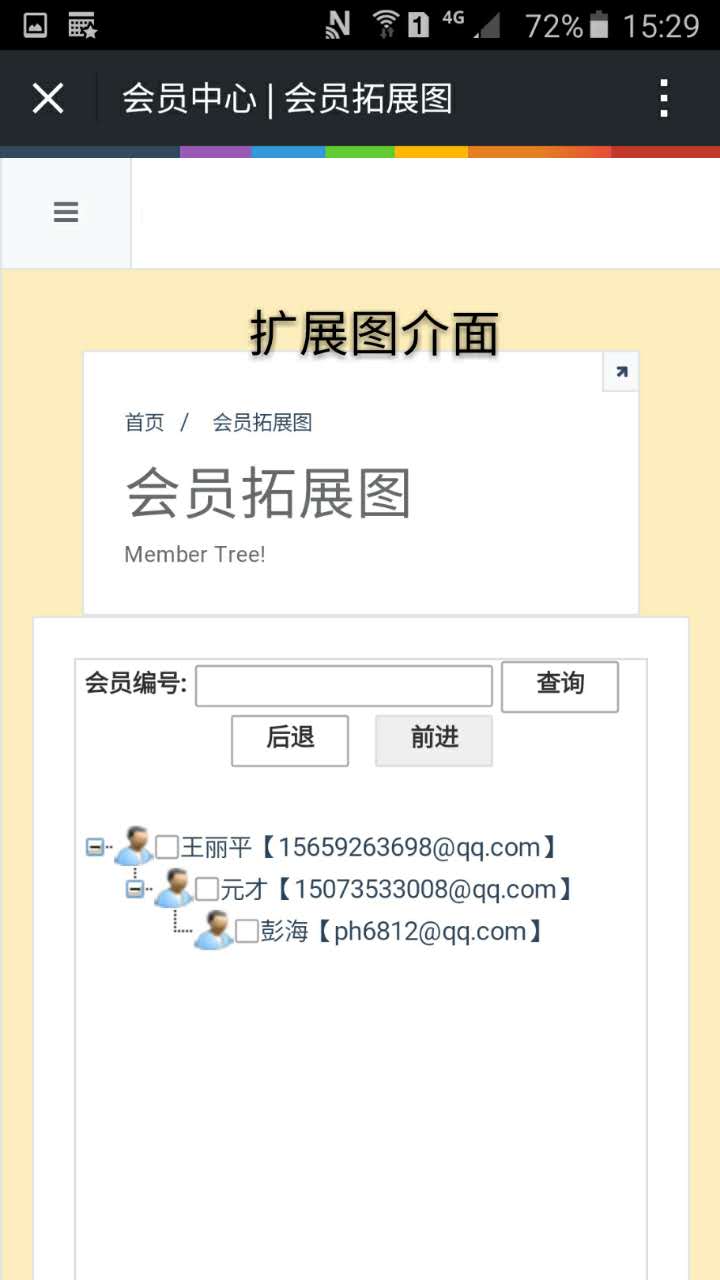 4G 72% 15:29
会员中心 | 会员拓展图
扩展图介面
首页 / 会员拓展图
会员拓展图
Member Tree!
会员编号: 查询
后退 前进
王丽平【15659263698@qq.com】
元才【15073533008@qq.com】
彭海【ph6812@qq.com】